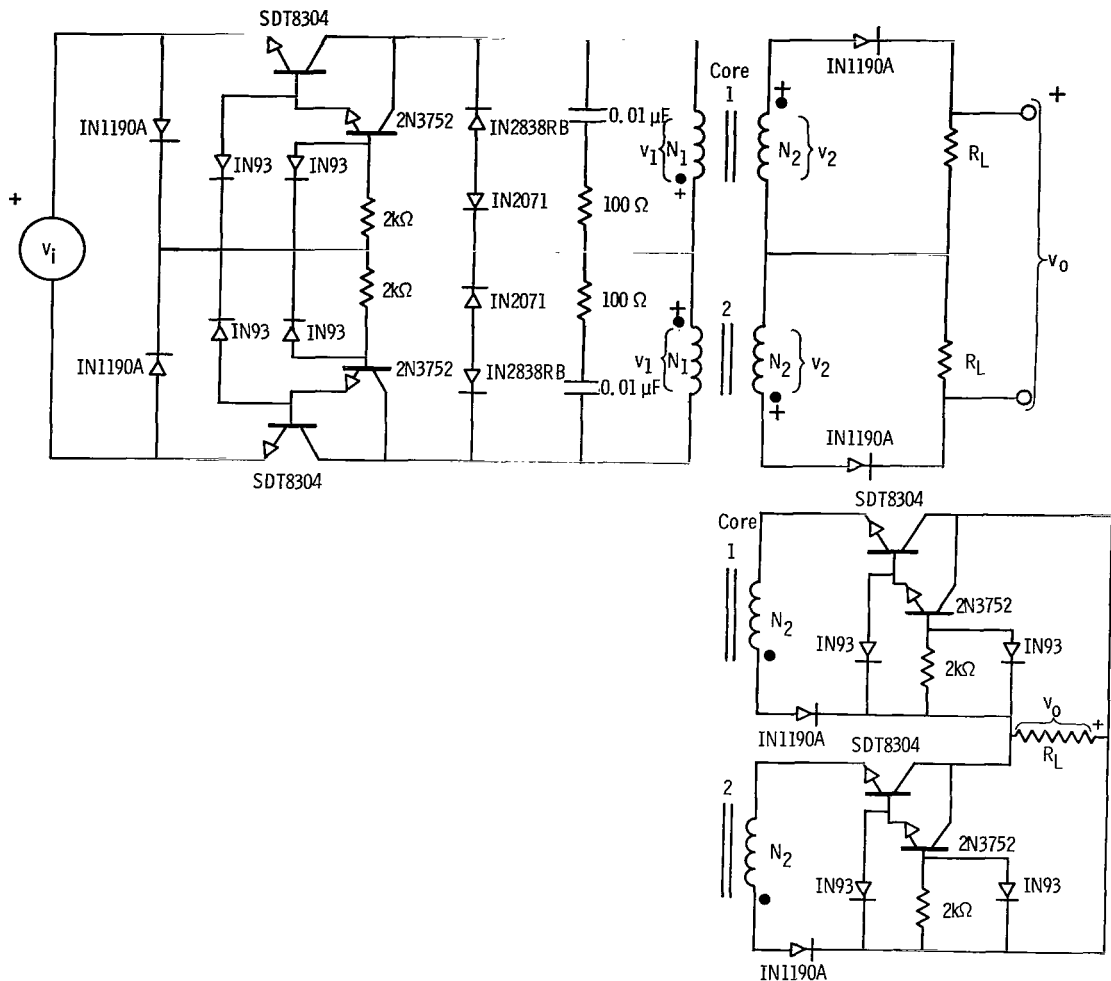 SDT8304
IN1190A
Core
1
IN1190A
+
2N3752
IN2838RB
0.01 μF
v1
N1
+
N2
v2
RL
+
IN93
IN93
+
vi
2kΩ
IN2071
100 Ω
2kΩ
IN2071
100 Ω
vo
+
2
IN93
IN93
IN1190A
2N3752
IN2838RB
0.01 μF
v1
N1
N2
v2
RL
+
IN1190A
SDT8304
SDT8304
Core
1
2N3752
N2
IN93
2kΩ
IN93
IN1190A
vo
+
RL
SDT8304
2
2N3752
N2
IN93
2kΩ
IN93
IN1190A